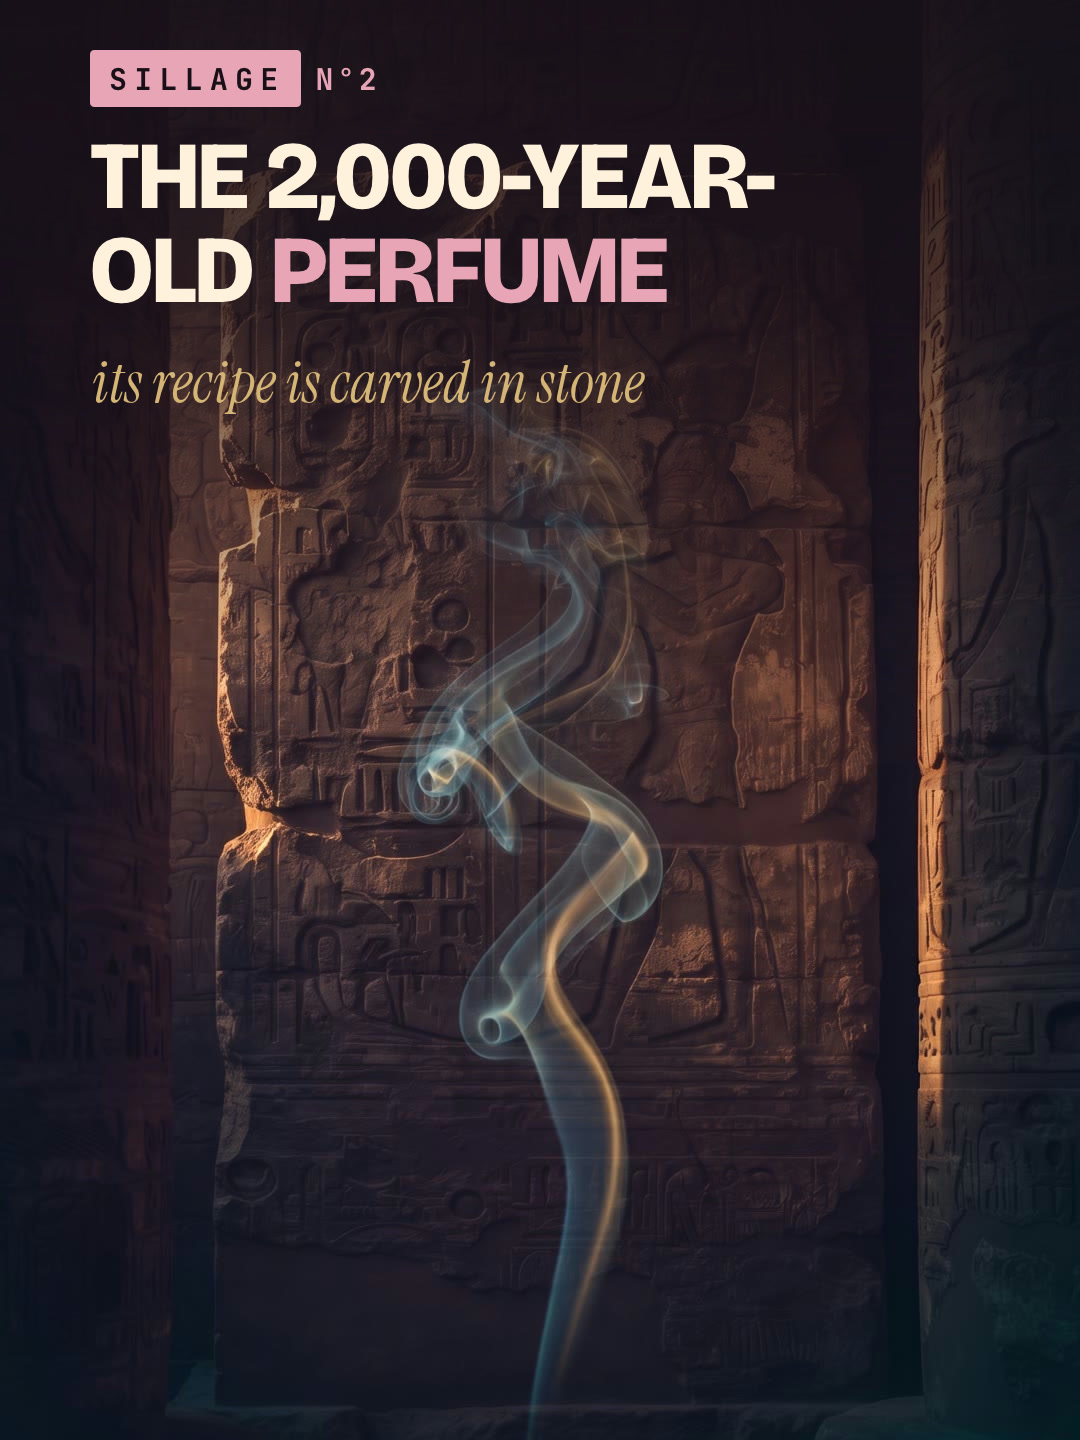 SILLAGE N°2
THE 2,000-YEAR-
OLD PERFUME
its recipe is carved in stone